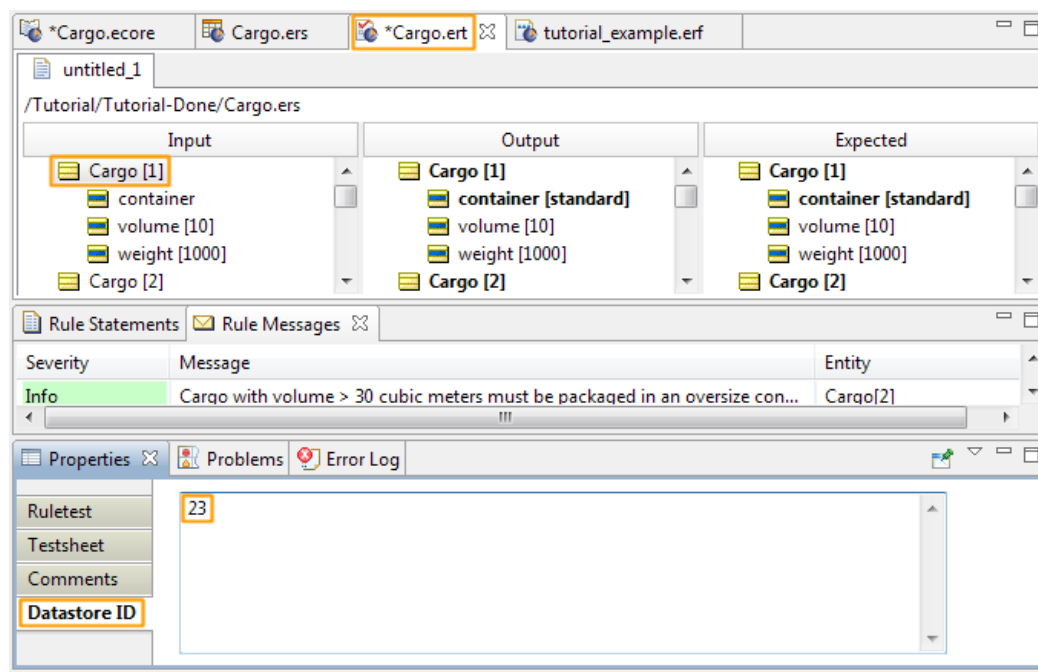 *Cargo.ecore Cargo.ers *Cargo.ert tutorial_example.erf
untitled_1
/Tutorial/Tutorial-Done/Cargo.ers
Input Output Expected
Cargo [1] Cargo [1] Cargo [1]
container container [standard] container [standard]
volume [10] volume [10] volume [10]
weight [1000] weight [1000] weight [1000]
Cargo [2] Cargo [2] Cargo [2]
Rule Statements Rule Messages
Severity Message Entity
Info Cargo with volume > 30 cubic meters must be packaged in an oversize con... Cargo[2]
Properties Problems Error Log
Ruletest 23
Testsheet
Comments
Datastore ID